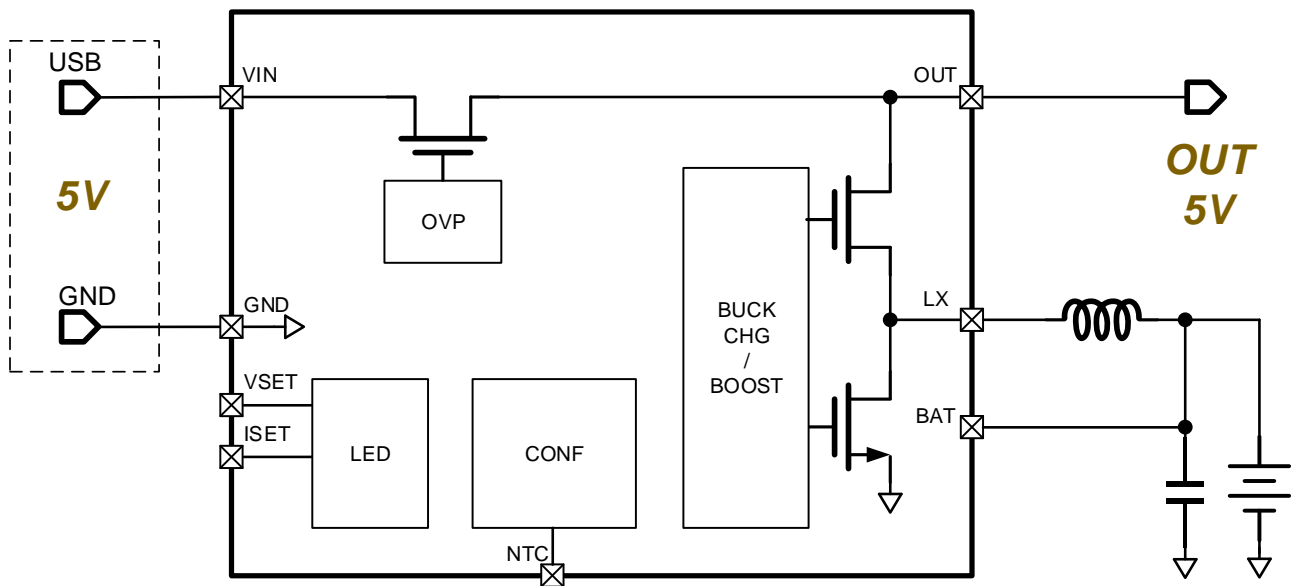 USB
VIN
OUT
5V
OVP
OUT
5V
GND
GND
LX
BUCK
CHG
/
BOOST
VSET
ISET
LED
CONF
BAT
NTC